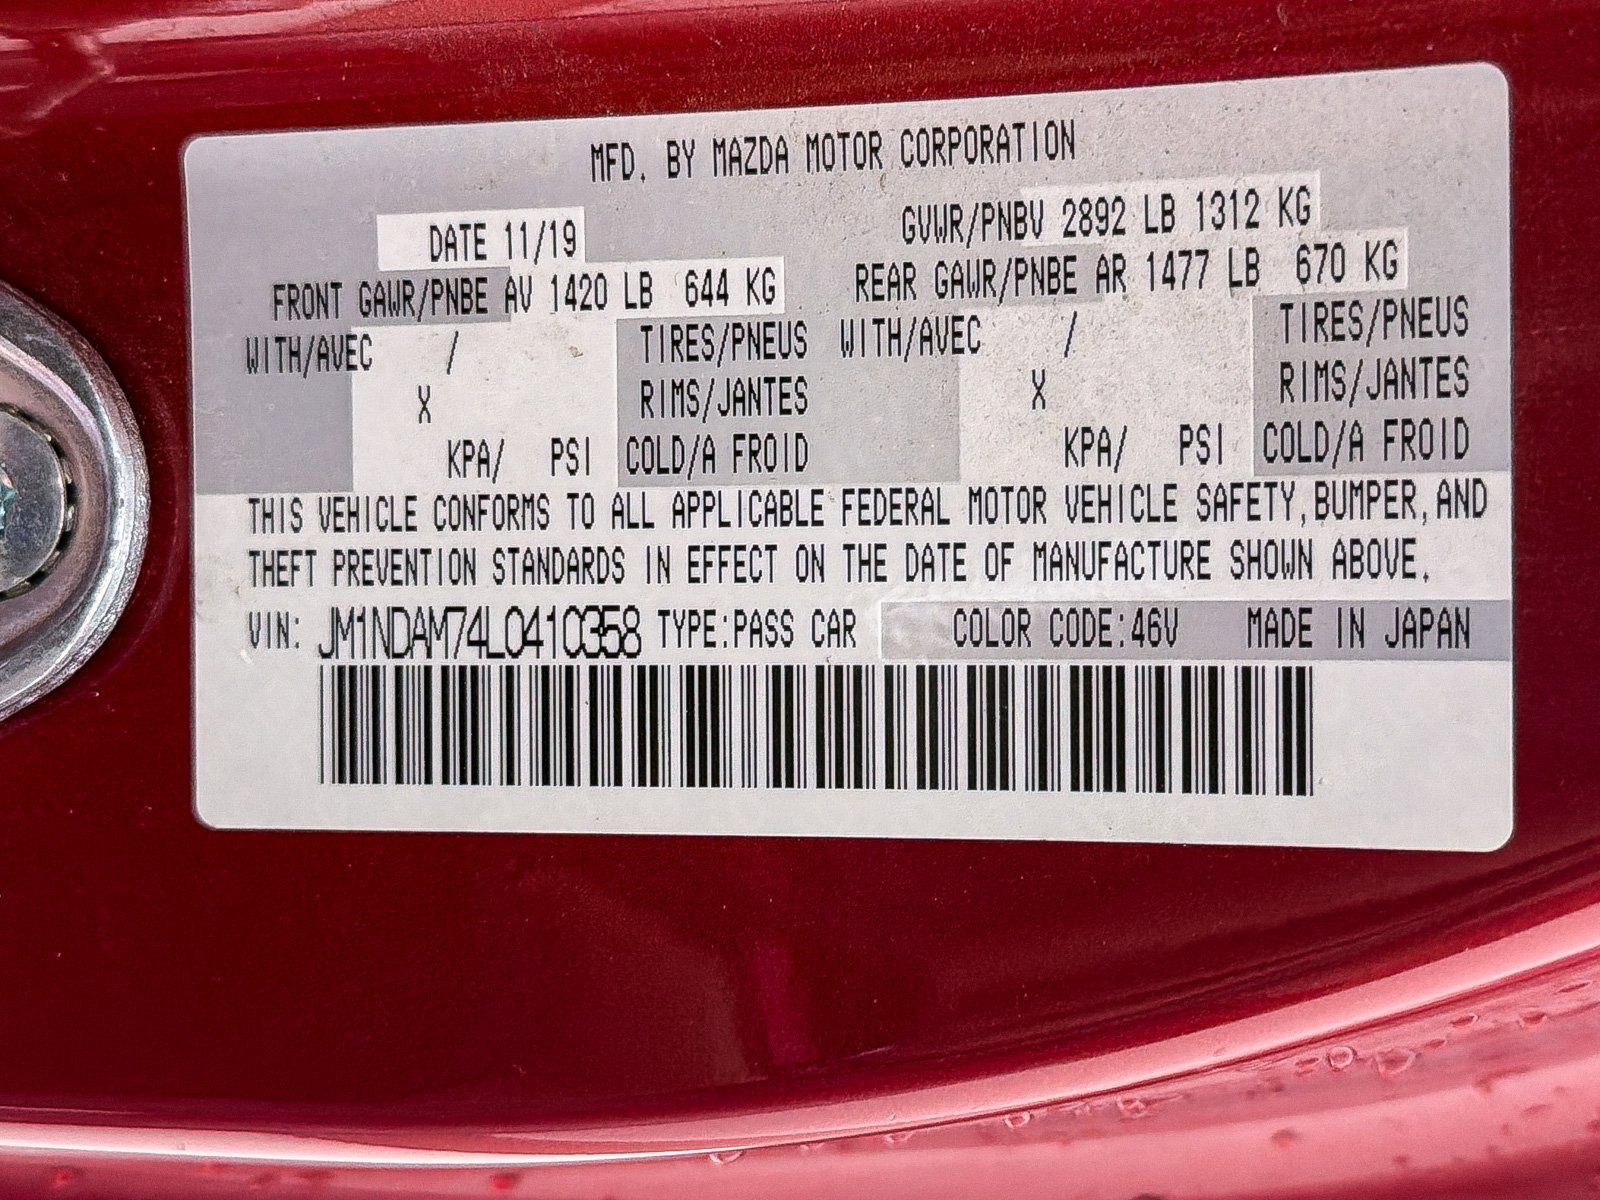 MFD. BY MAZDA MOTOR CORPORATION
DATE 11/19 GVWR/PNBV 2892 LB 1312 KG
FRONT GAWR/PNBE AV 1420 LB 644 KG REAR GAWR/PNBE AR 1477 LB 670 KG
WITH/AVEC / TIRES/PNEUS WITH/AVEC / TIRES/PNEUS
X RIMS/JANTES X RIMS/JANTES
KPA/ PSI COLD/A FROID KPA/ PSI COLD/A FROID
THIS VEHICLE CONFORMS TO ALL APPLICABLE FEDERAL MOTOR VEHICLE SAFETY, BUMPER, AND
THEFT PREVENTION STANDARDS IN EFFECT ON THE DATE OF MANUFACTURE SHOWN ABOVE.
VIN: JM1NDAM74L0410358 TYPE:PASS CAR COLOR CODE:46V MADE IN JAPAN